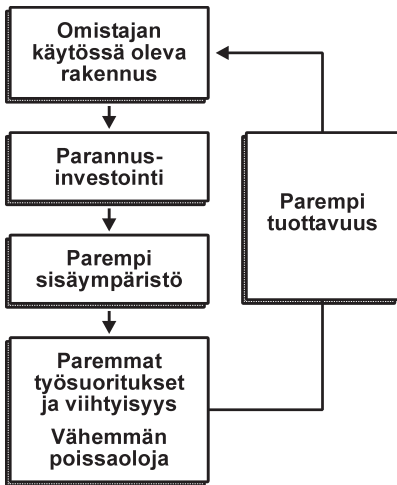 Omistajan
käytössä oleva
rakennus
Parannus-
investointi
Parempi
sisäympäristö
Paremmat
työsuoritukset
ja viihtyisyys
Vähemmän
poissaoloja
Parempi
tuottavuus